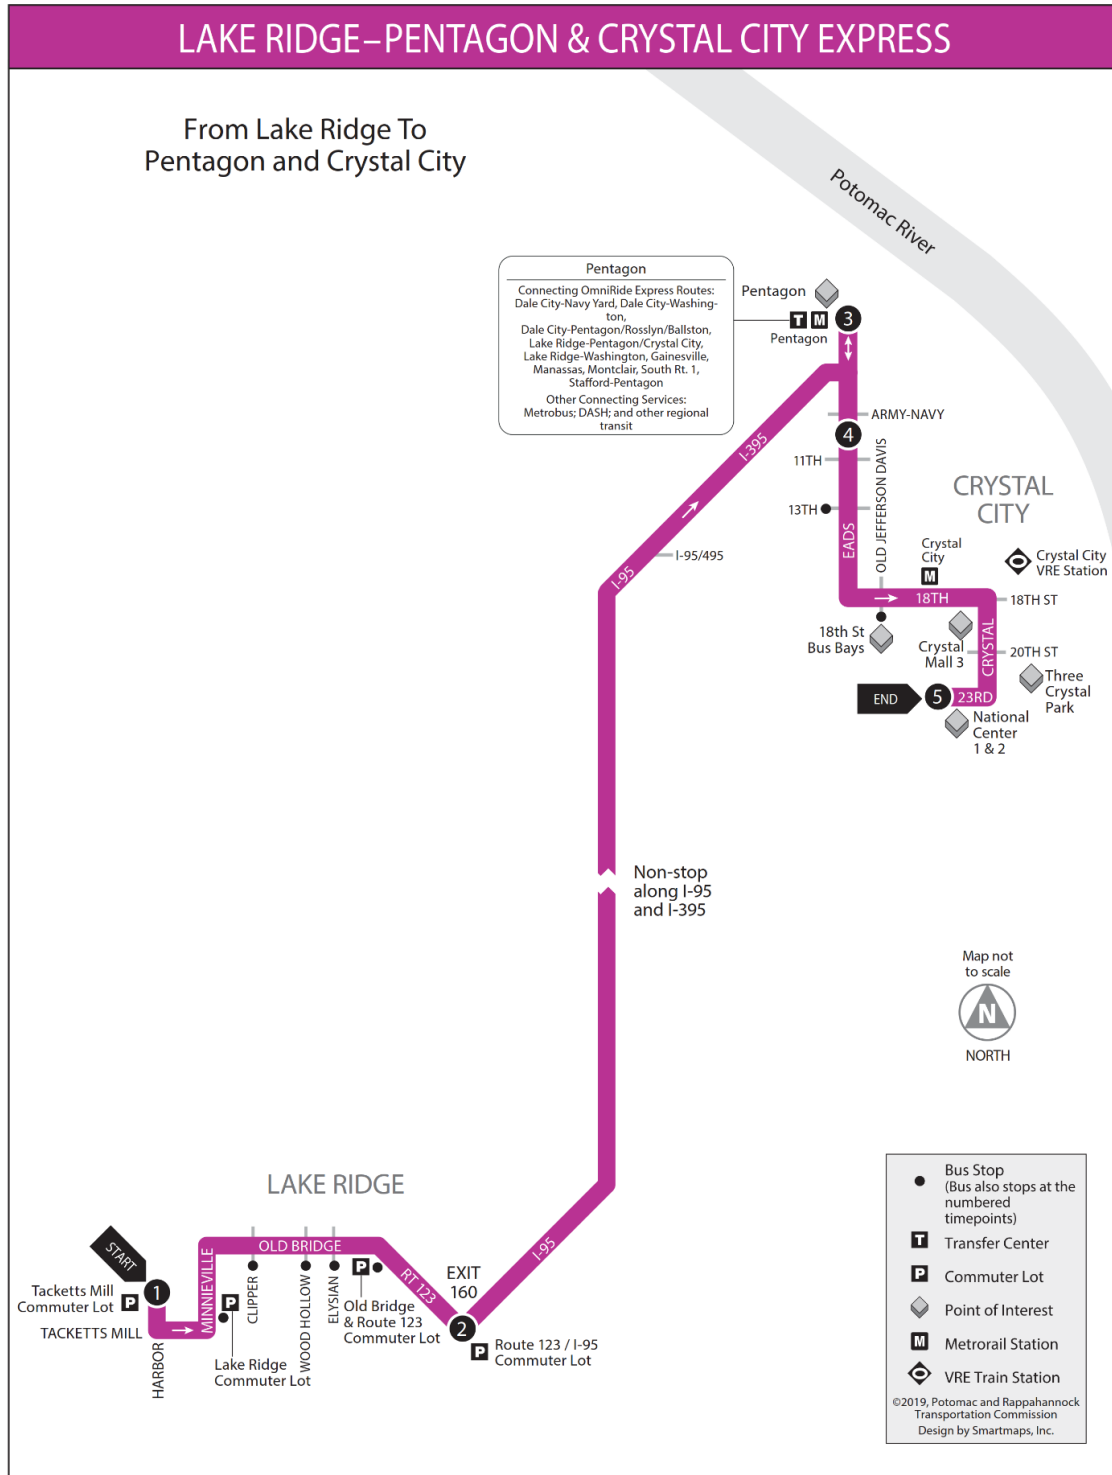 LAKE RIDGE–PENTAGON & CRYSTAL CITY EXPRESS
From Lake Ridge To
Pentagon and Crystal City
Potomac River
Pentagon
Connecting OmniRide Express Routes:
Dale City-Navy Yard, Dale City-Washing-
ton,
Dale City-Pentagon/Rosslyn/Ballston,
Lake Ridge-Pentagon/Crystal City,
Lake Ridge-Washington, Gainesville,
Manassas, Montclair, South Rt. 1,
Stafford-Pentagon
Other Connecting Services:
Metrobus; DASH; and other regional
transit
Pentagon
T M 3
Pentagon
ARMY-NAVY
4
I-395
11TH
OLD JEFFERSON DAVIS
13TH
EADS
CRYSTAL
CITY
I-95/495
I-95
Crystal
City
M
Crystal City
VRE Station
18TH
18TH ST
18th St
Bus Bays
Crystal
Mall 3
CRYSTAL
20TH ST
Three
Crystal
Park
END
5
23RD
National
Center
1 & 2
Non-stop
along I-95
and I-395
Map not
to scale
N
NORTH
LAKE RIDGE
START
Tacketts Mill
Commuter Lot
P
1
TACKETTS MILL
HARBOR
MINNIEVILLE
P
Lake Ridge
Commuter Lot
OLD BRIDGE
CLIPPER
WOOD HOLLOW
ELYSIAN
P
Old Bridge
& Route 123
Commuter Lot
RT 123
EXIT
160
2
I-95
P
Route 123 / I-95
Commuter Lot
Bus Stop
(Bus also stops at the
numbered
timepoints)
T Transfer Center
P Commuter Lot
Point of Interest
M Metrorail Station
VRE Train Station
©2019, Potomac and Rappahannock
Transportation Commission
Design by Smartmaps, Inc.